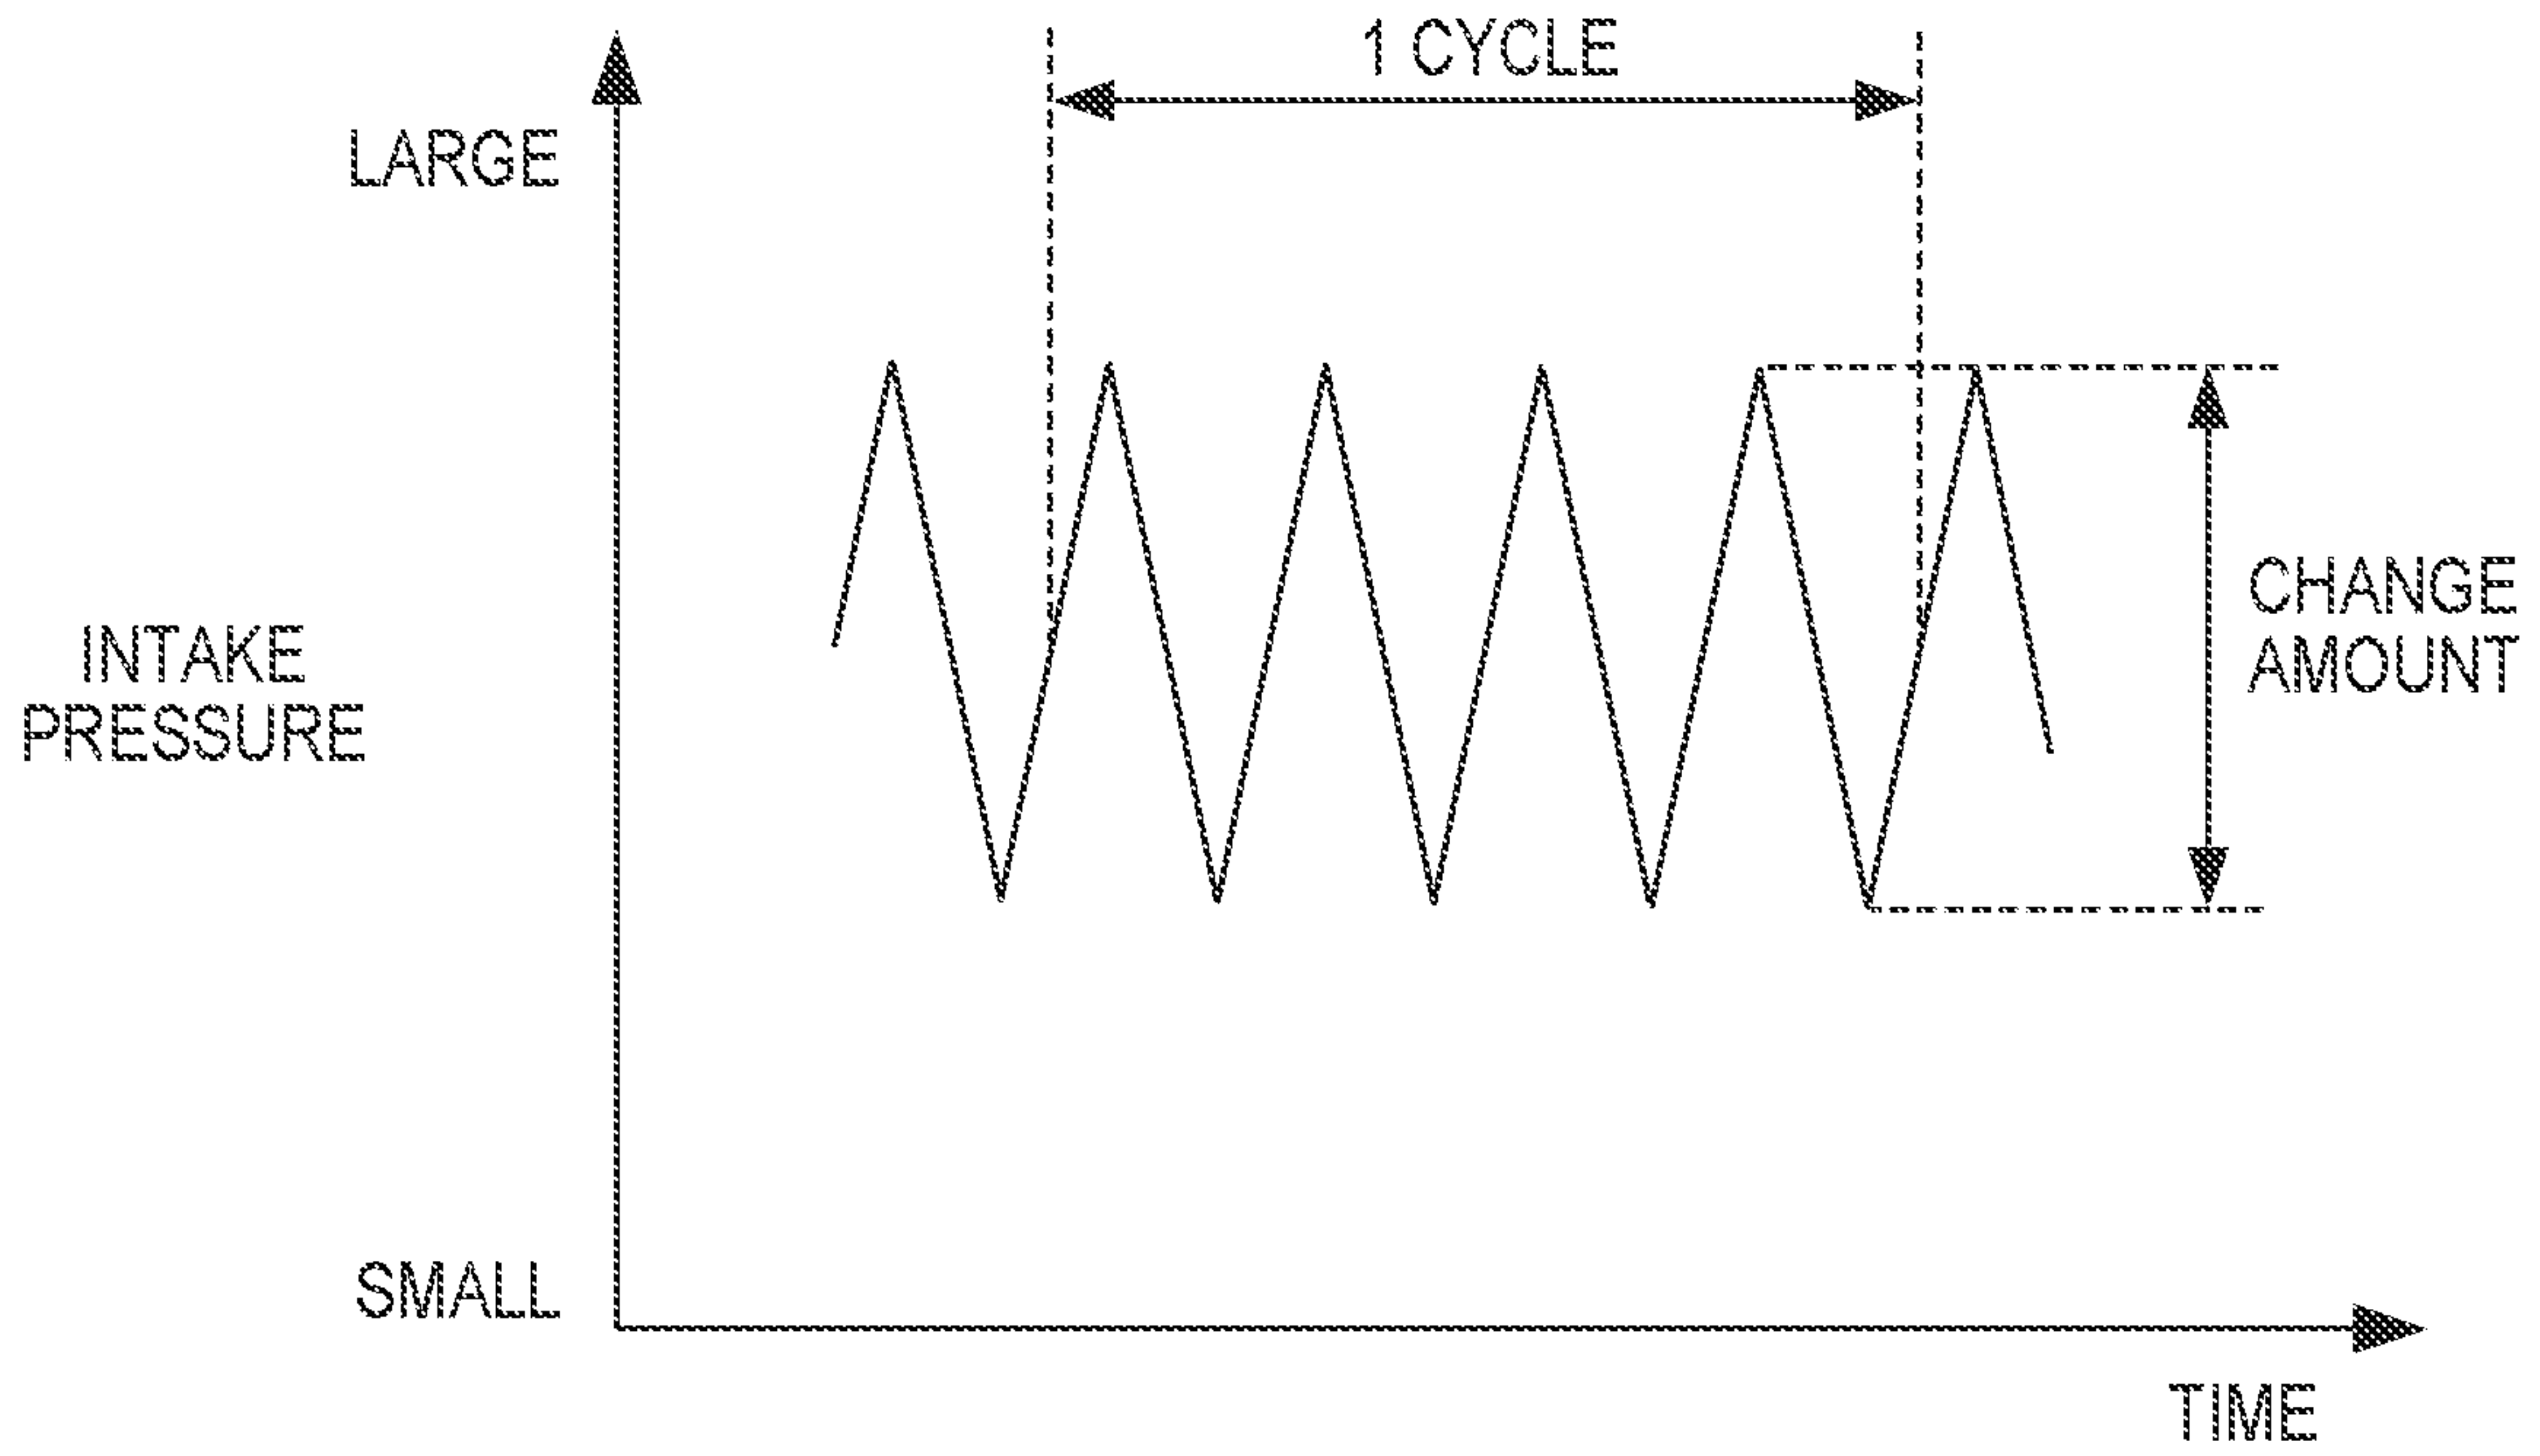 1 CYCLE
LARGE
INTAKE
PRESSURE
CHANGE
AMOUNT
SMALL
TIME